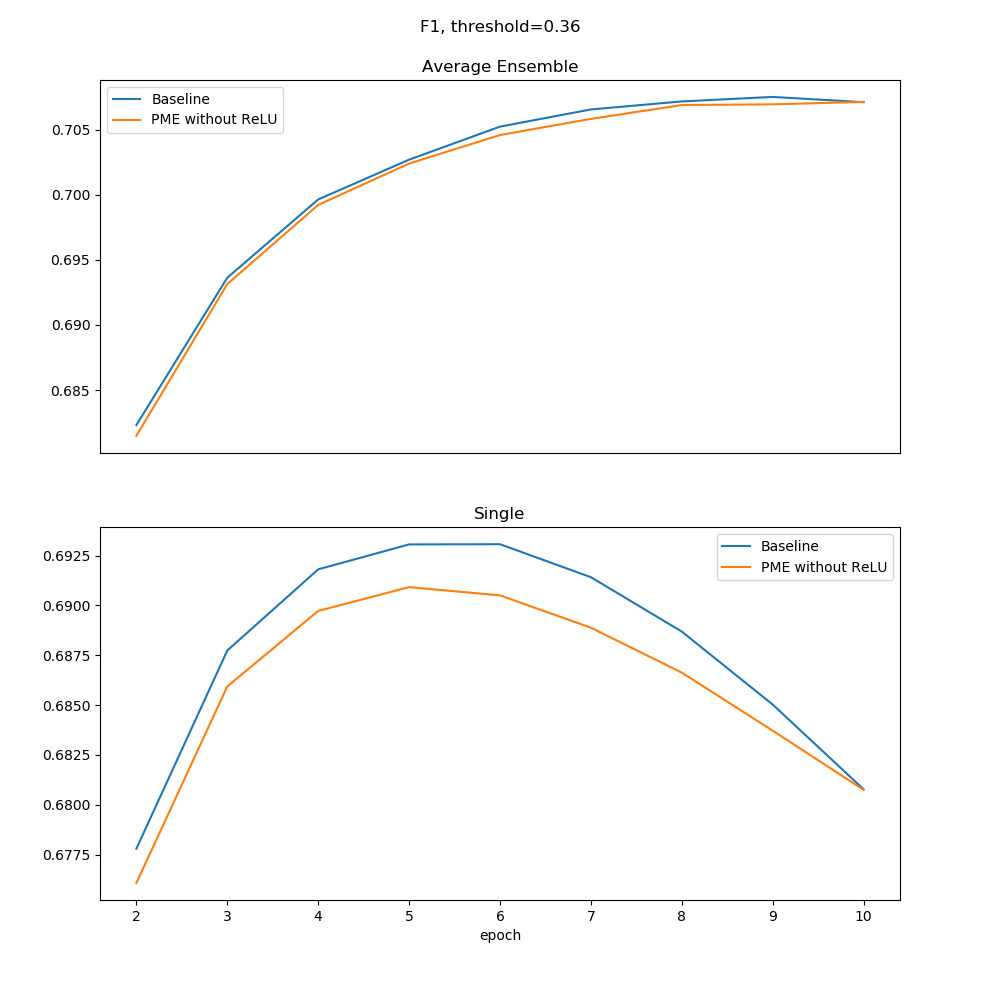 F1, threshold=0.36
Average Ensemble
Baseline
PME without ReLU
0.705
0.700
0.695
0.690
0.685
Single
Baseline
PME without ReLU
0.6925
0.6900
0.6875
0.6850
0.6825
0.6800
0.6775
2 3 4 5 6 7 8 9 10
epoch